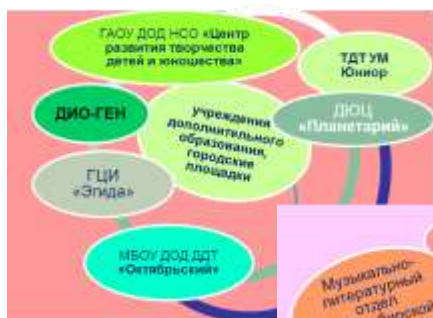 ГАОУ ДОД НСО «Центр
развития творчества
детей и юношества»
ТДТ УМ
Юниор
ДИО-ГЕН
учреждения
дополнительного
образования,
городские
площадки
ДЮЦ
«Планетарий»
ГЦИ
«Эгида»
МБОУ ДОД ДДТ
«Октябрьский»
Музыкально-
литературный
отдел